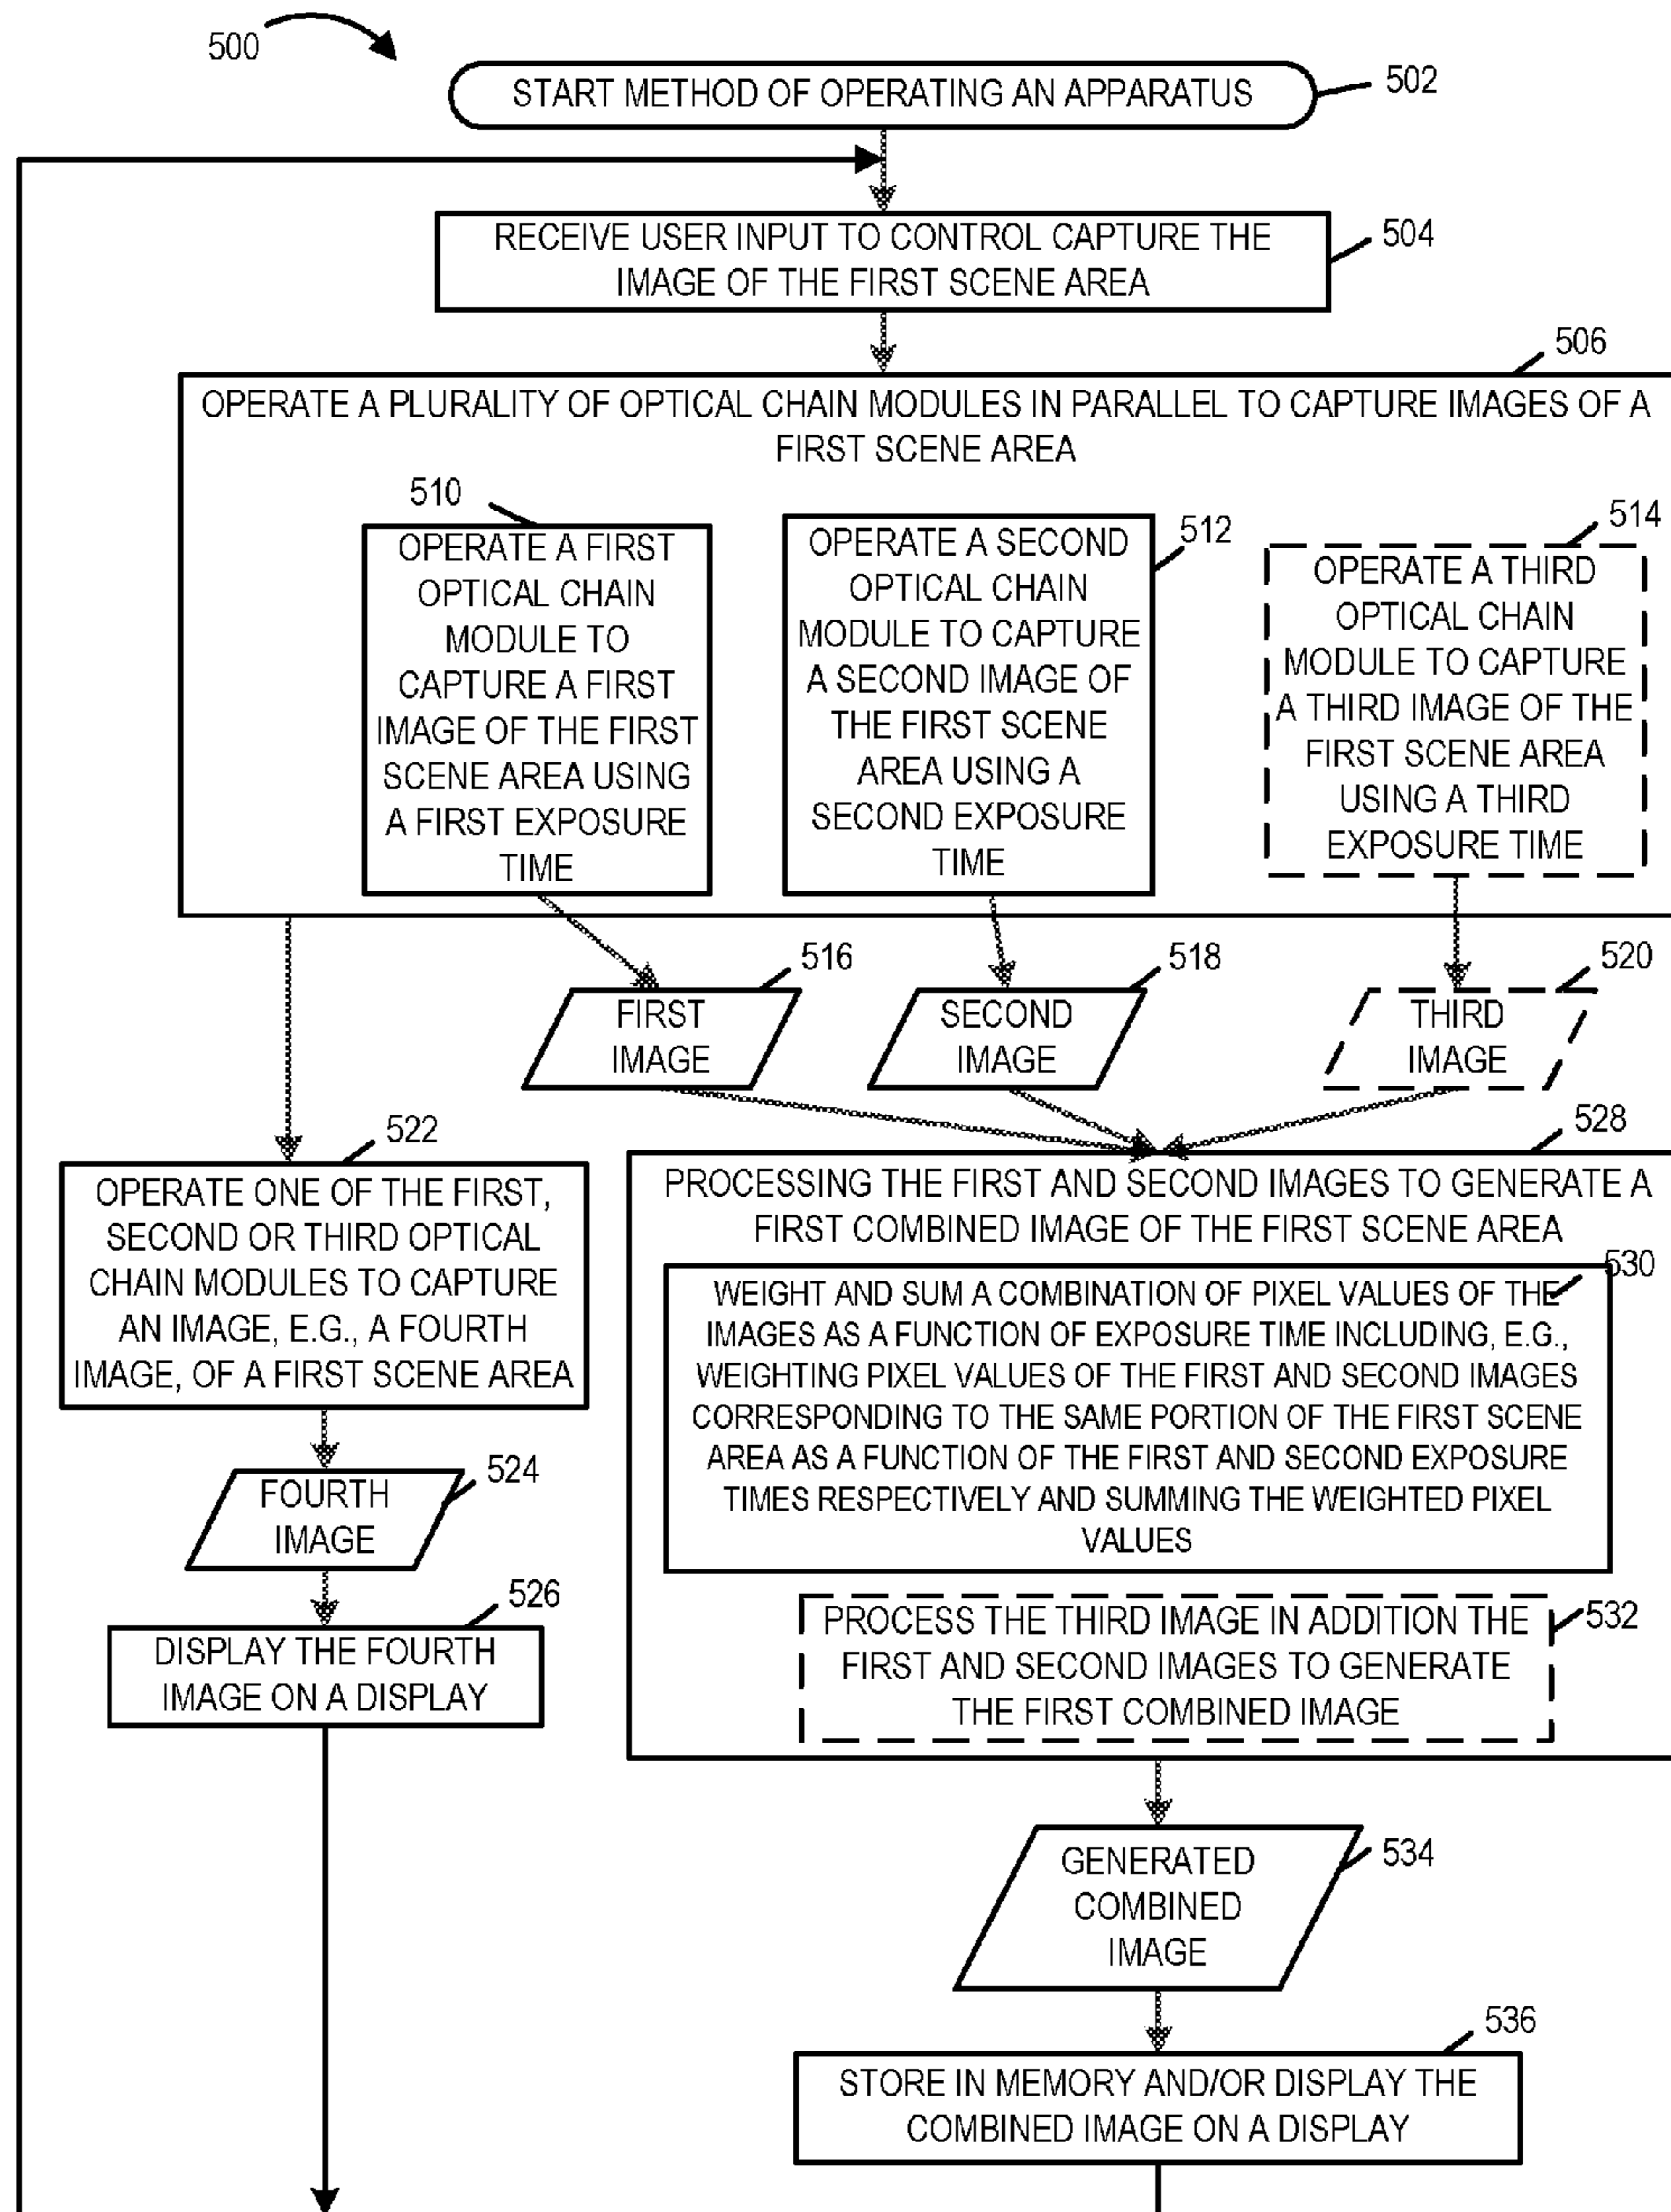 500
START METHOD OF OPERATING AN APPARATUS
502
RECEIVE USER INPUT TO CONTROL CAPTURE THE
IMAGE OF THE FIRST SCENE AREA
504
506
OPERATE A PLURALITY OF OPTICAL CHAIN MODULES IN PARALLEL TO CAPTURE IMAGES OF A
FIRST SCENE AREA
510
OPERATE A FIRST
OPTICAL CHAIN
MODULE TO
CAPTURE A FIRST
IMAGE OF THE FIRST
SCENE AREA USING
A FIRST EXPOSURE
TIME
512
OPERATE A SECOND
OPTICAL CHAIN
MODULE TO CAPTURE
A SECOND IMAGE OF
THE FIRST SCENE
AREA USING A
SECOND EXPOSURE
TIME
514
OPERATE A THIRD
OPTICAL CHAIN
MODULE TO CAPTURE
A THIRD IMAGE OF THE
FIRST SCENE AREA
USING A THIRD
EXPOSURE TIME
516
FIRST
IMAGE
518
SECOND
IMAGE
520
THIRD
IMAGE
522
OPERATE ONE OF THE FIRST,
SECOND OR THIRD OPTICAL
CHAIN MODULES TO CAPTURE
AN IMAGE, E.G., A FOURTH
IMAGE, OF A FIRST SCENE AREA
524
FOURTH
IMAGE
526
DISPLAY THE FOURTH
IMAGE ON A DISPLAY
528
PROCESSING THE FIRST AND SECOND IMAGES TO GENERATE A
FIRST COMBINED IMAGE OF THE FIRST SCENE AREA
530
WEIGHT AND SUM A COMBINATION OF PIXEL VALUES OF THE
IMAGES AS A FUNCTION OF EXPOSURE TIME INCLUDING, E.G.,
WEIGHTING PIXEL VALUES OF THE FIRST AND SECOND IMAGES
CORRESPONDING TO THE SAME PORTION OF THE FIRST SCENE
AREA AS A FUNCTION OF THE FIRST AND SECOND EXPOSURE
TIMES RESPECTIVELY AND SUMMING THE WEIGHTED PIXEL
VALUES
532
PROCESS THE THIRD IMAGE IN ADDITION THE
FIRST AND SECOND IMAGES TO GENERATE
THE FIRST COMBINED IMAGE
534
GENERATED
COMBINED
IMAGE
536
STORE IN MEMORY AND/OR DISPLAY THE
COMBINED IMAGE ON A DISPLAY